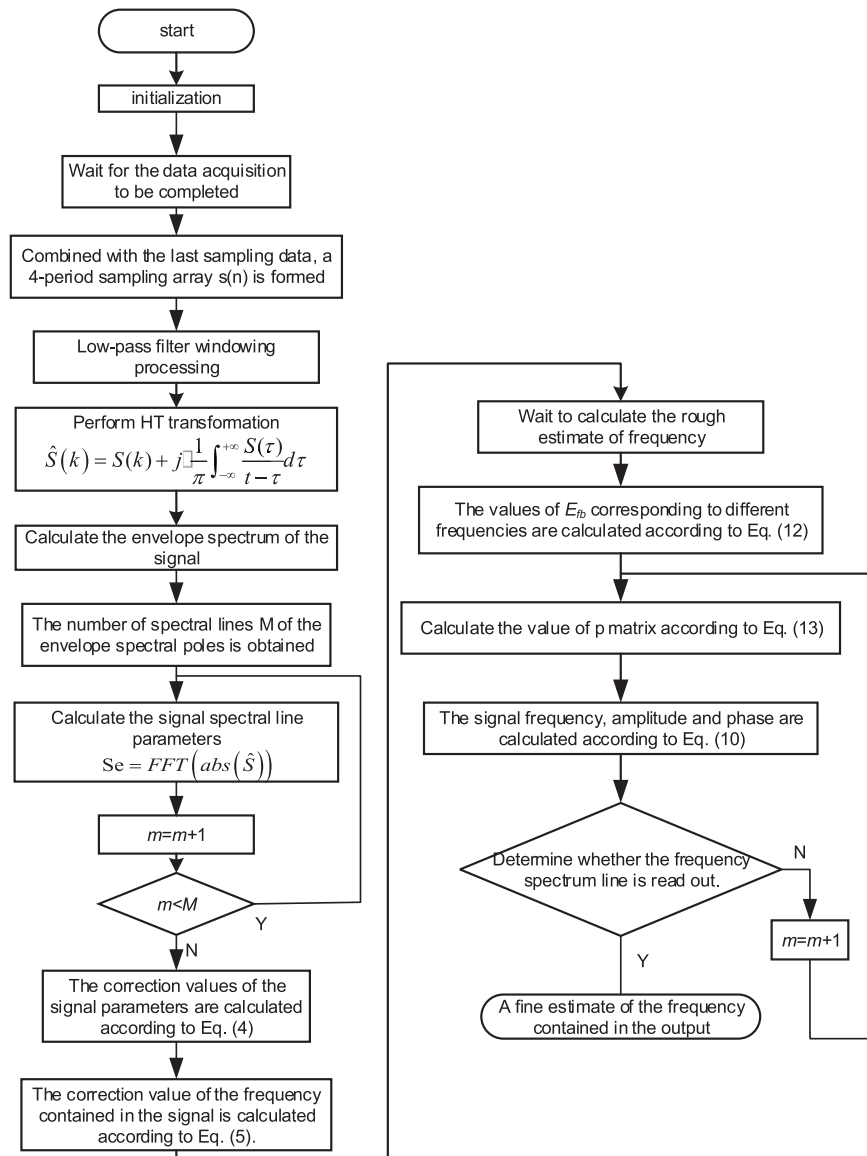 start
initialization
Wait for the data acquisition
to be completed
Combined with the last sampling data, a
4-period sampling array s(n) is formed
Low-pass filter windowing
processing
Perform HT transformation
Ŝ(k) = S(k) + j▯1/π ∫_{-∞}^{+∞} S(τ)/(t − τ) dτ
Calculate the envelope spectrum of the
signal
The number of spectral lines M of the
envelope spectral poles is obtained
Calculate the signal spectral line
parameters
Se = FFT(abs(Ŝ))
m=m+1
m<M
Y
N
The correction values of the
signal parameters are calculated
according to Eq. (4)
The correction value of the frequency
contained in the signal is calculated
according to Eq. (5).
Wait to calculate the rough
estimate of frequency
The values of E_{fb} corresponding to different
frequencies are calculated according to Eq. (12)
Calculate the value of p matrix according to Eq. (13)
The signal frequency, amplitude and phase are
calculated according to Eq. (10)
Determine whether the frequency
spectrum line is read out.
N
m=m+1
Y
A fine estimate of the frequency
contained in the output